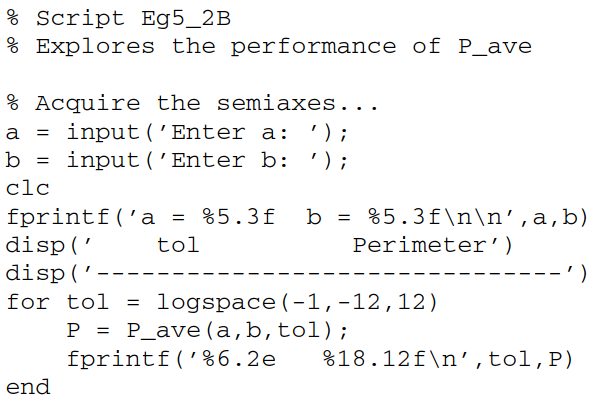 % Script Eg5_2B
% Explores the performance of P_ave

% Acquire the semiaxes...
a = input(’Enter a: ’);
b = input(’Enter b: ’);
clc
fprintf(’a = %5.3f  b = %5.3f\n\n’,a,b)
disp(’    tol          Perimeter’)
disp(’-------------------------------’)
for tol = logspace(-1,-12,12)
    P = P_ave(a,b,tol);
    fprintf(’%6.2e   %18.12f\n’,tol,P)
end